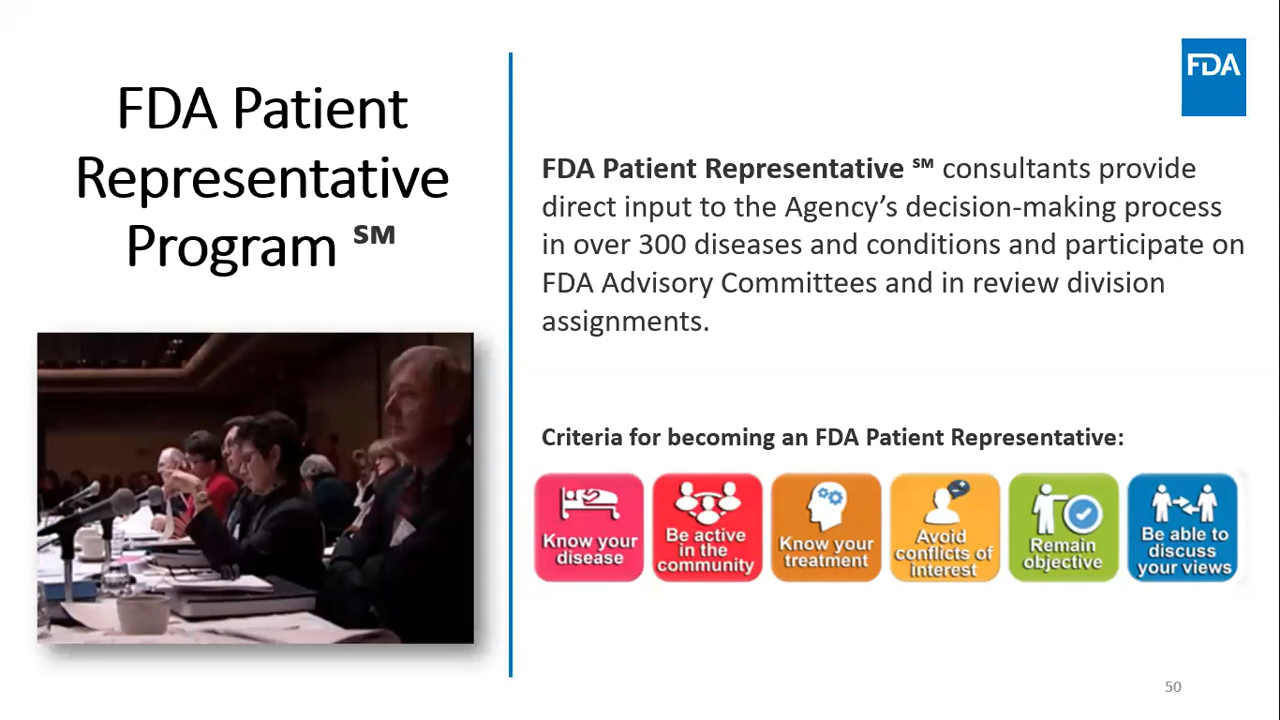 FDA Patient
Representative
Program ℠
FDA
FDA Patient Representative ℠ consultants provide
direct input to the Agency’s decision-making process
in over 300 diseases and conditions and participate on
FDA Advisory Committees and in review division
assignments.
Criteria for becoming an FDA Patient Representative:
Know your
disease
Be active
in the
community
Know your
treatment
Avoid
conflicts of
interest
Remain
objective
Be able to
discuss
your views
50